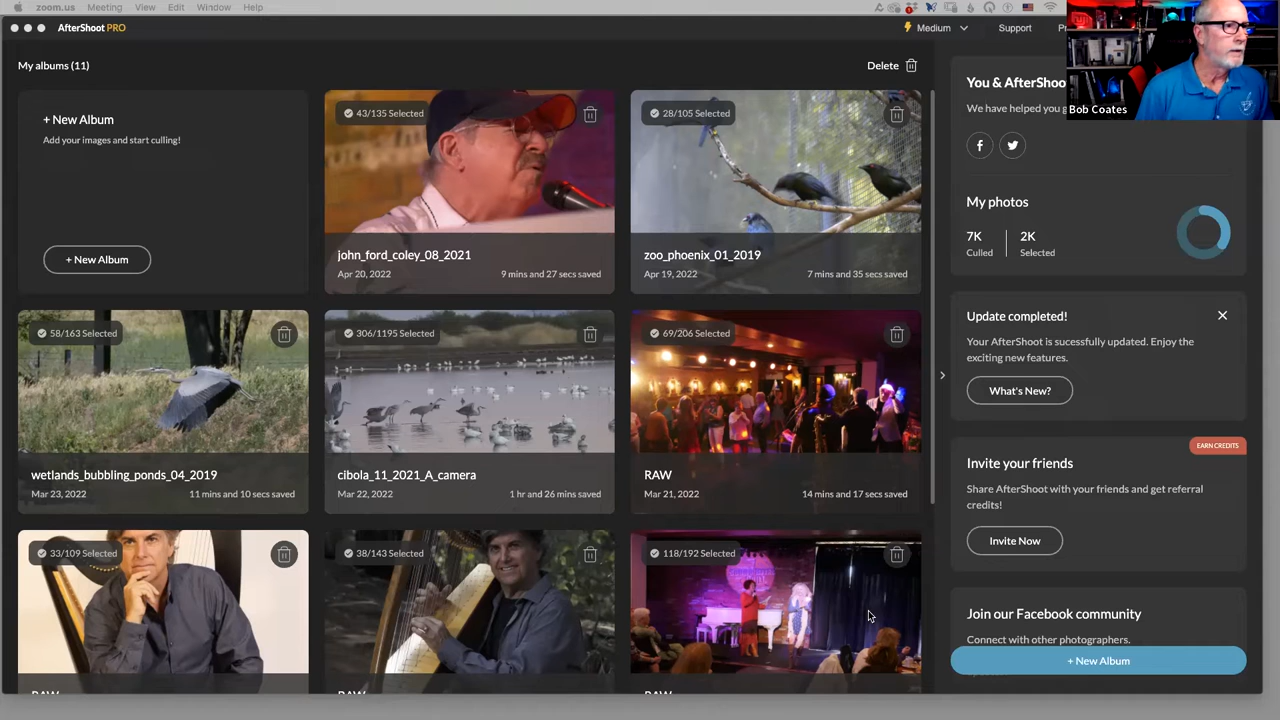 zoom.us Meeting View Edit Window Help
AfterShoot PRO
Medium
Support
Bob Coates
My albums (11)
Delete
+ New Album
Add your images and start culling!
+ New Album
43/135 Selected
john_ford_coley_08_2021
Apr 20, 2022
9 mins and 27 secs saved
28/105 Selected
zoo_phoenix_01_2019
Apr 19, 2022
7 mins and 35 secs saved
58/163 Selected
wetlands_bubbling_ponds_04_2019
Mar 23, 2022
11 mins and 10 secs saved
306/1195 Selected
cibola_11_2021_A_camera
Mar 22, 2022
1 hr and 26 mins saved
69/206 Selected
RAW
Mar 21, 2022
14 mins and 17 secs saved
33/109 Selected
RAW
38/143 Selected
RAW
118/192 Selected
RAW
You & AfterShoo
We have helped you g
My photos
7K
Culled
2K
Selected
Update completed!
Your AfterShoot is sucessfully updated. Enjoy the
exciting new features.
What's New?
EARN CREDITS
Invite your friends
Share AfterShoot with your friends and get referral
credits!
Invite Now
Join our Facebook community
Connect with other photographers.
+ New Album